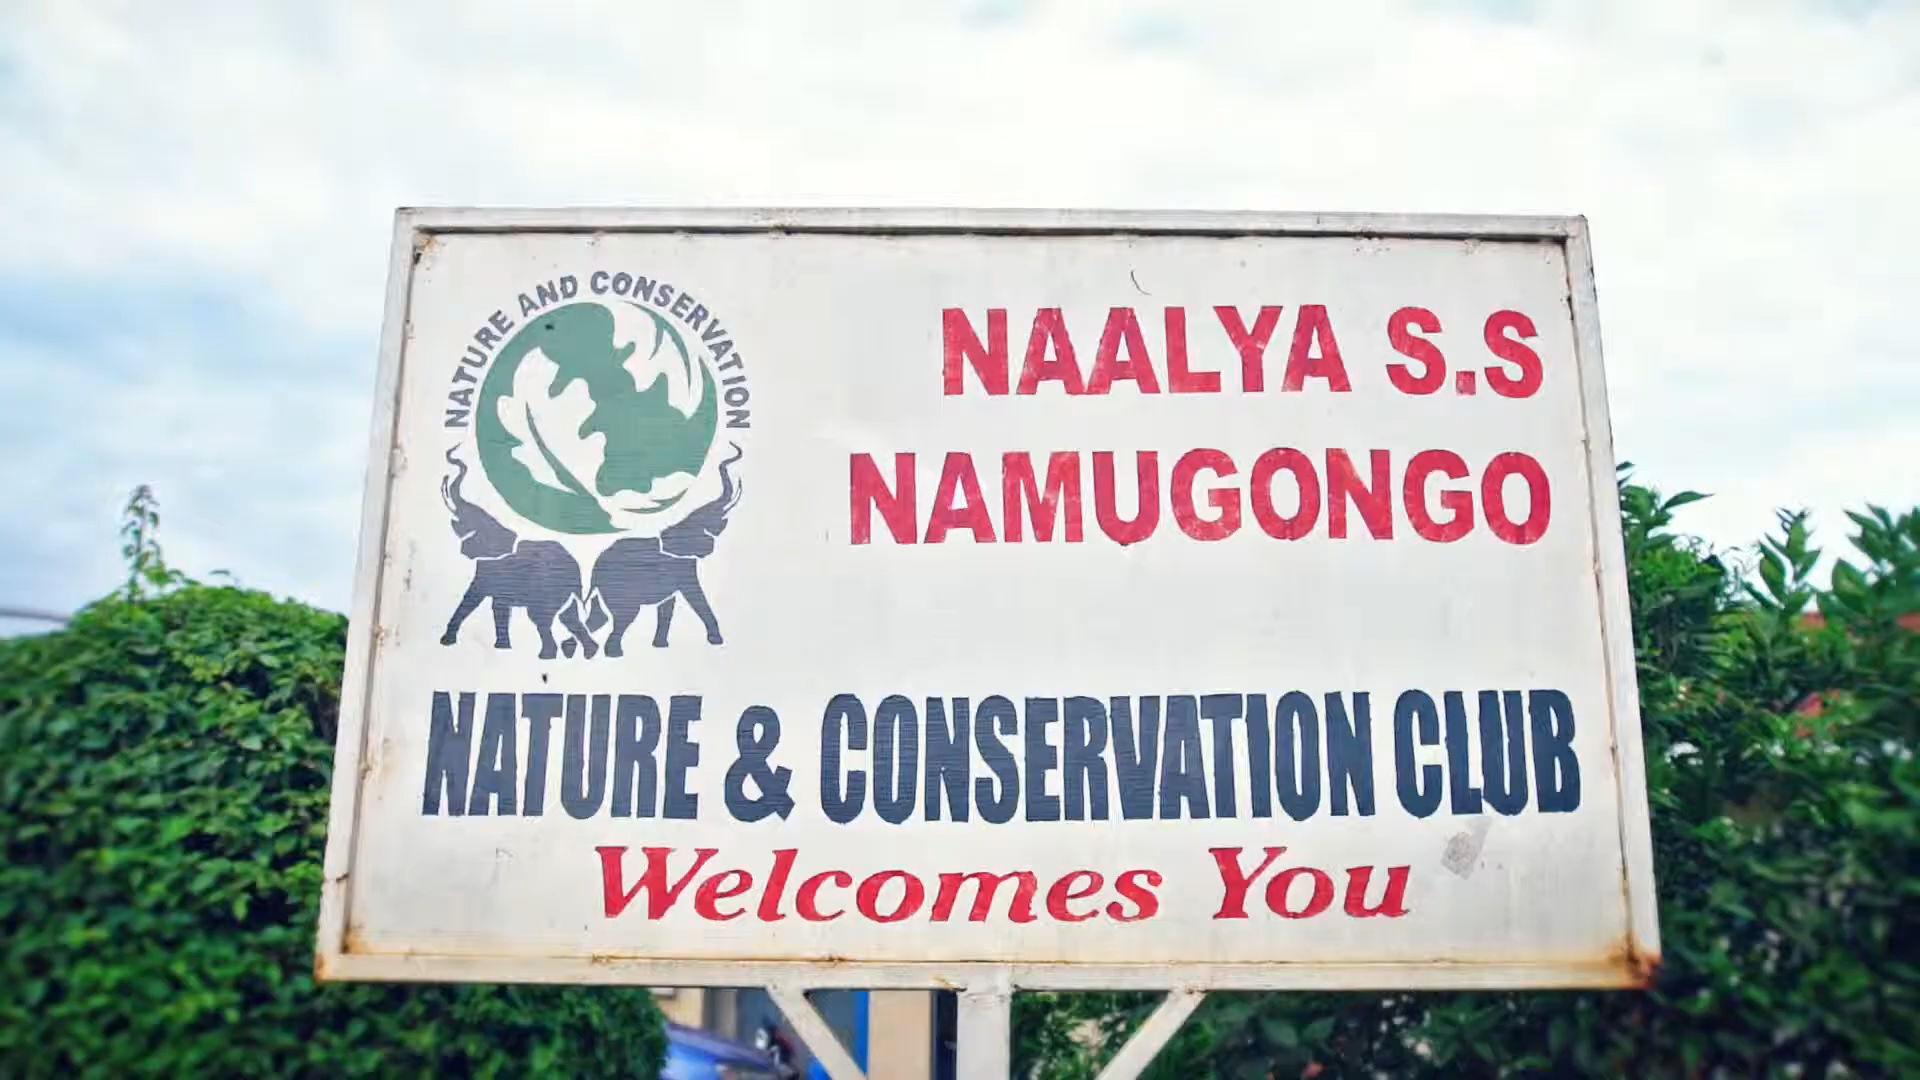 NATURE AND CONSERVATION
NAALYA S.S
NAMUGONGO
NATURE & CONSERVATION CLUB
Welcomes You